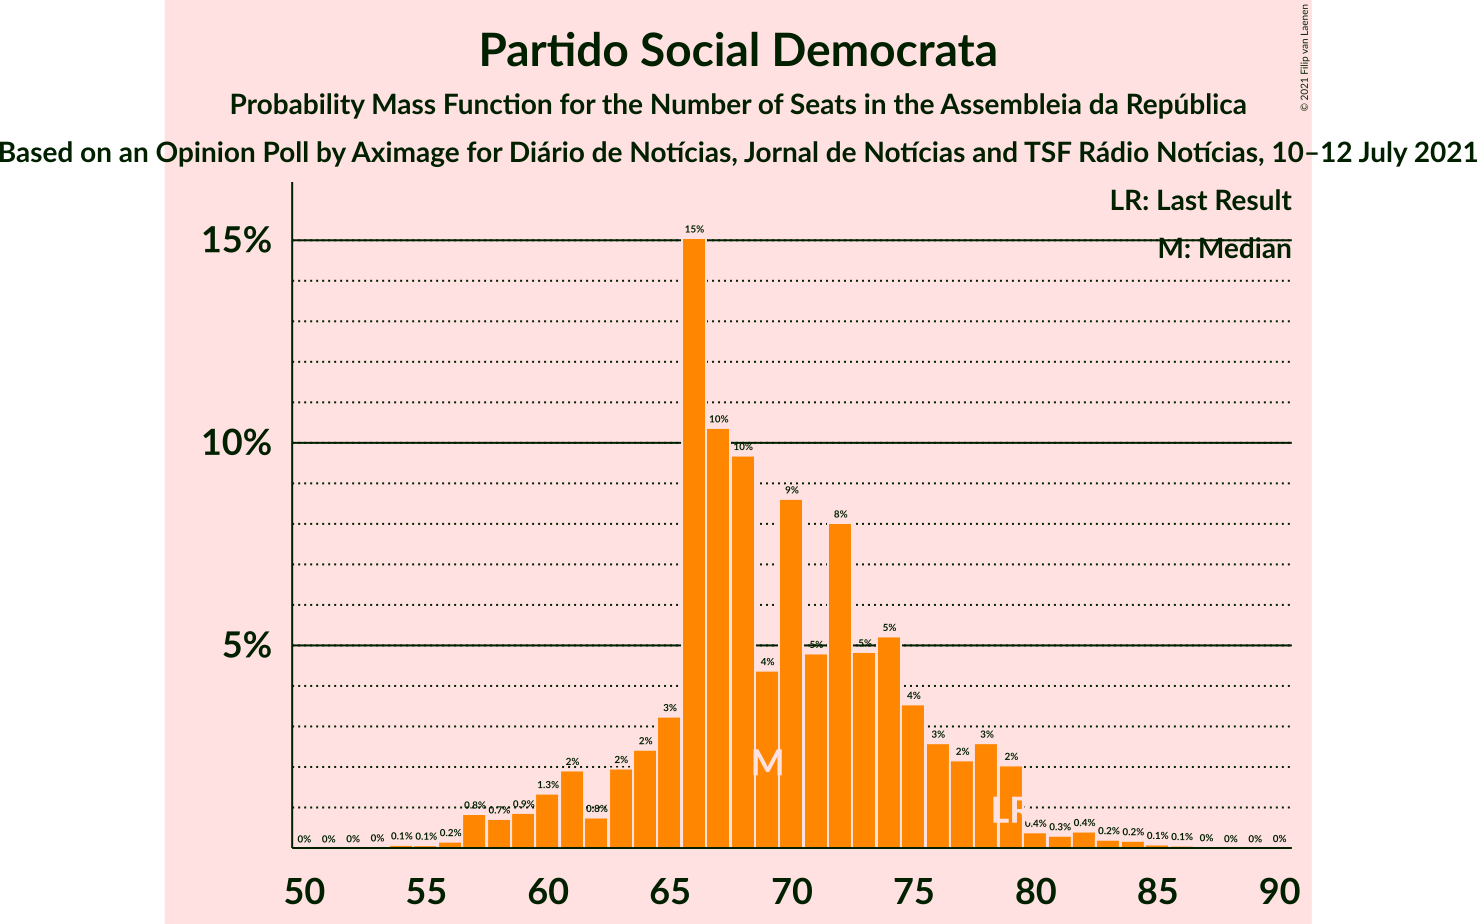 Partido Social Democrata
Probability Mass Function for the Number of Seats in the Assembleia da República
Based on an Opinion Poll by Aximage for Diário de Notícias, Jornal de Notícias and TSF Rádio Notícias, 10–12 July 2021
© 2021 Filip van Laenen
LR: Last Result
M: Median
15%
10%
5%
0% 0% 0% 0% 0.1% 0.1% 0.2% 0.8% 0.7% 0.9% 1.3% 2% 0.8% 2% 2% 3% 15% 10% 10% 4% 9% 5% 8% 5% 5% 4% 3% 2% 3% 2% 0.4% 0.3% 0.4% 0.2% 0.2% 0.1% 0.1% 0% 0% 0% 0%
M
LR
50 55 60 65 70 75 80 85 90